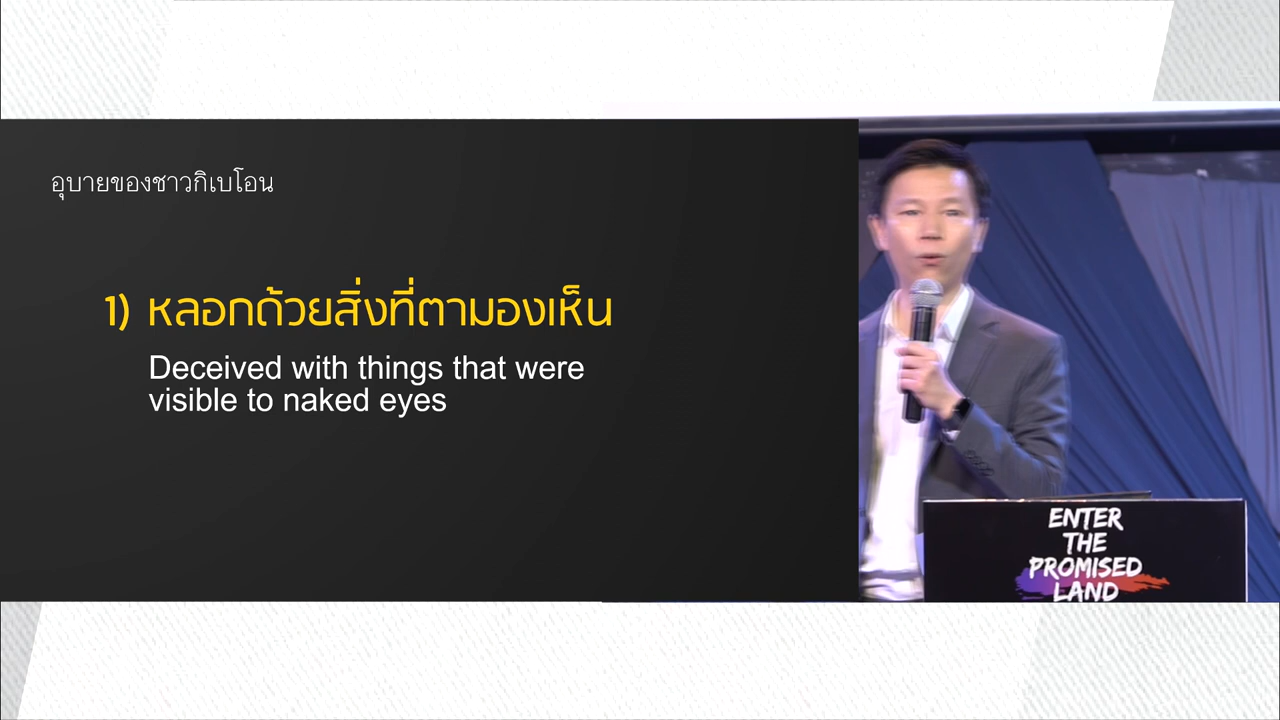 อุบายของชาวกิเบโอน
1) หลอกด้วยสิ่งที่ตามองเห็น
Deceived with things that were
visible to naked eyes
ENTER
THE
PROMISED
LAND